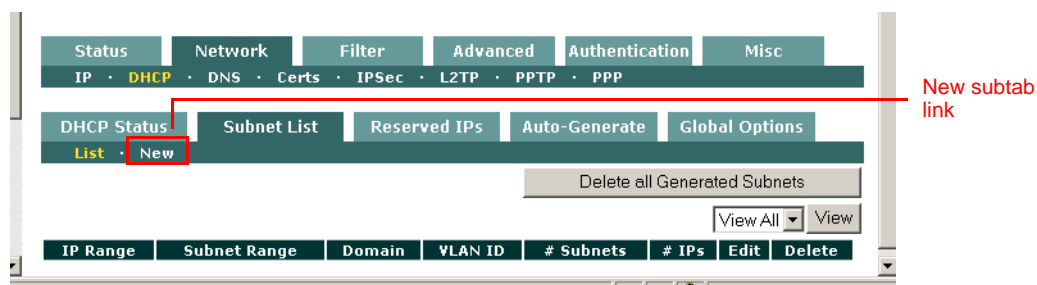 Status Network Filter Advanced Authentication Misc
IP · DHCP · DNS · Certs · IPSec · L2TP · PPTP · PPP
New subtab
link
DHCP Status Subnet List Reserved IPs Auto-Generate Global Options
List · New
Delete all Generated Subnets
View All View
IP Range Subnet Range Domain VLAN ID # Subnets # IPs Edit Delete